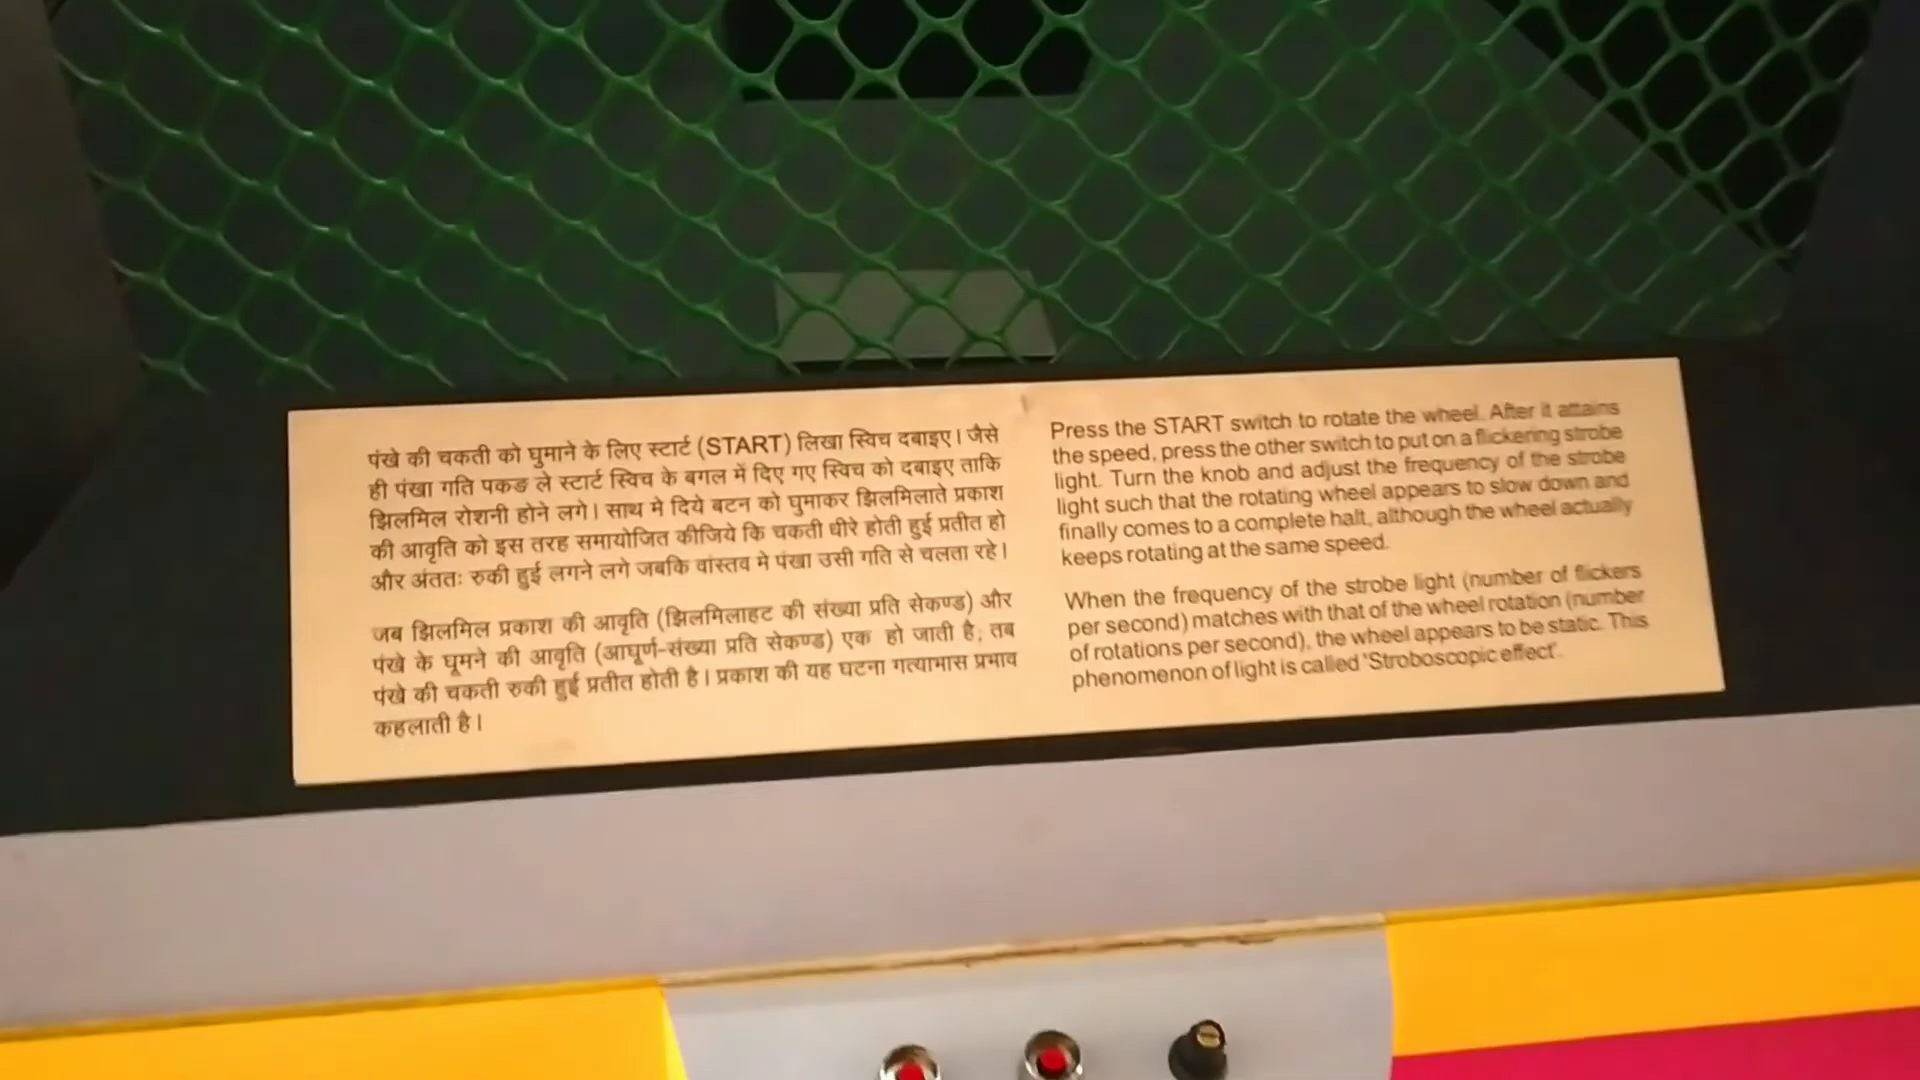 पंखे की चकती को घुमाने के लिए स्टार्ट (START) लिखा स्विच दबाइए। जैसे
ही पंखा गति पकङ ले स्टार्ट स्विच के बगल में दिए गए स्विच को दबाइए ताकि
झिलमिल रोशनी होने लगे। साथ मे दिये बटन को घुमाकर झिलमिलाते प्रकाश
की आवृति को इस तरह समायोजित कीजिये कि चकती धीरे होती हुई प्रतीत हो
और अंततः रुकी हुई लगने लगे जबकि वांस्तव मे पंखा उसी गति से चलता रहे।
जब झिलमिल प्रकाश की आवृति (झिलमिलाहट की संख्या प्रति सेकण्ड) और
पंखे के घूमने की आवृति (आघूर्ण-संख्या प्रति सेकण्ड) एक हो जाती है, तब
पंखे की चकती रुकी हुई प्रतीत होती है। प्रकाश की यह घटना गत्याभास प्रभाव
कहलाती है।
Press the START switch to rotate the wheel. After it attains
the speed, press the other switch to put on a flickering strobe
light. Turn the knob and adjust the frequency of the strobe
light such that the rotating wheel appears to slow down and
finally comes to a complete halt, although the wheel actually
keeps rotating at the same speed.
When the frequency of the strobe light (number of flickers
per second) matches with that of the wheel rotation (number
of rotations per second), the wheel appears to be static. This
phenomenon of light is called 'Stroboscopic effect'.